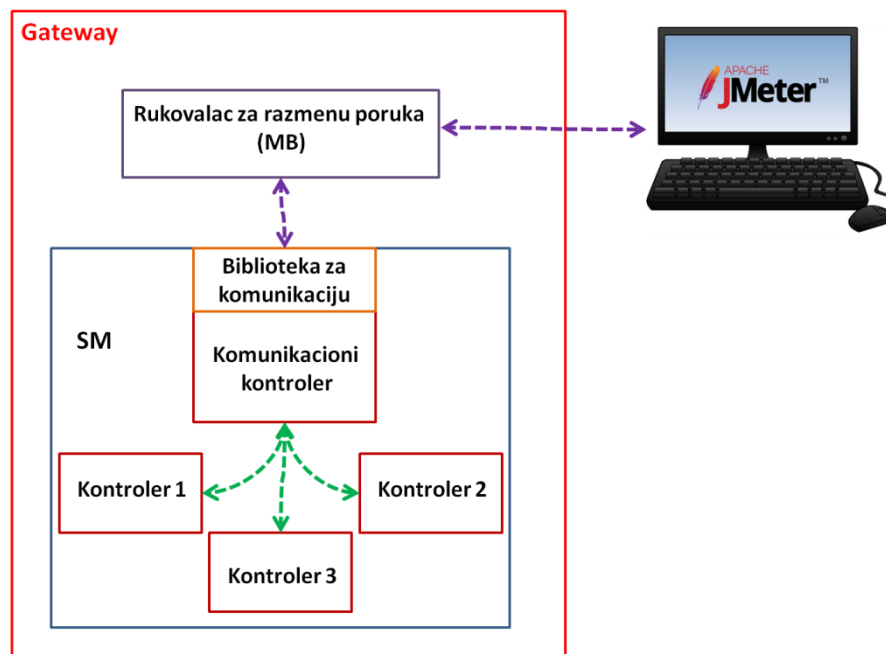 Gateway
Rukovalac za razmenu poruka
(MB)
APACHE
JMeter™
Biblioteka za
komunikaciju
SM
Komunikacioni
kontroler
Kontroler 1
Kontroler 2
Kontroler 3